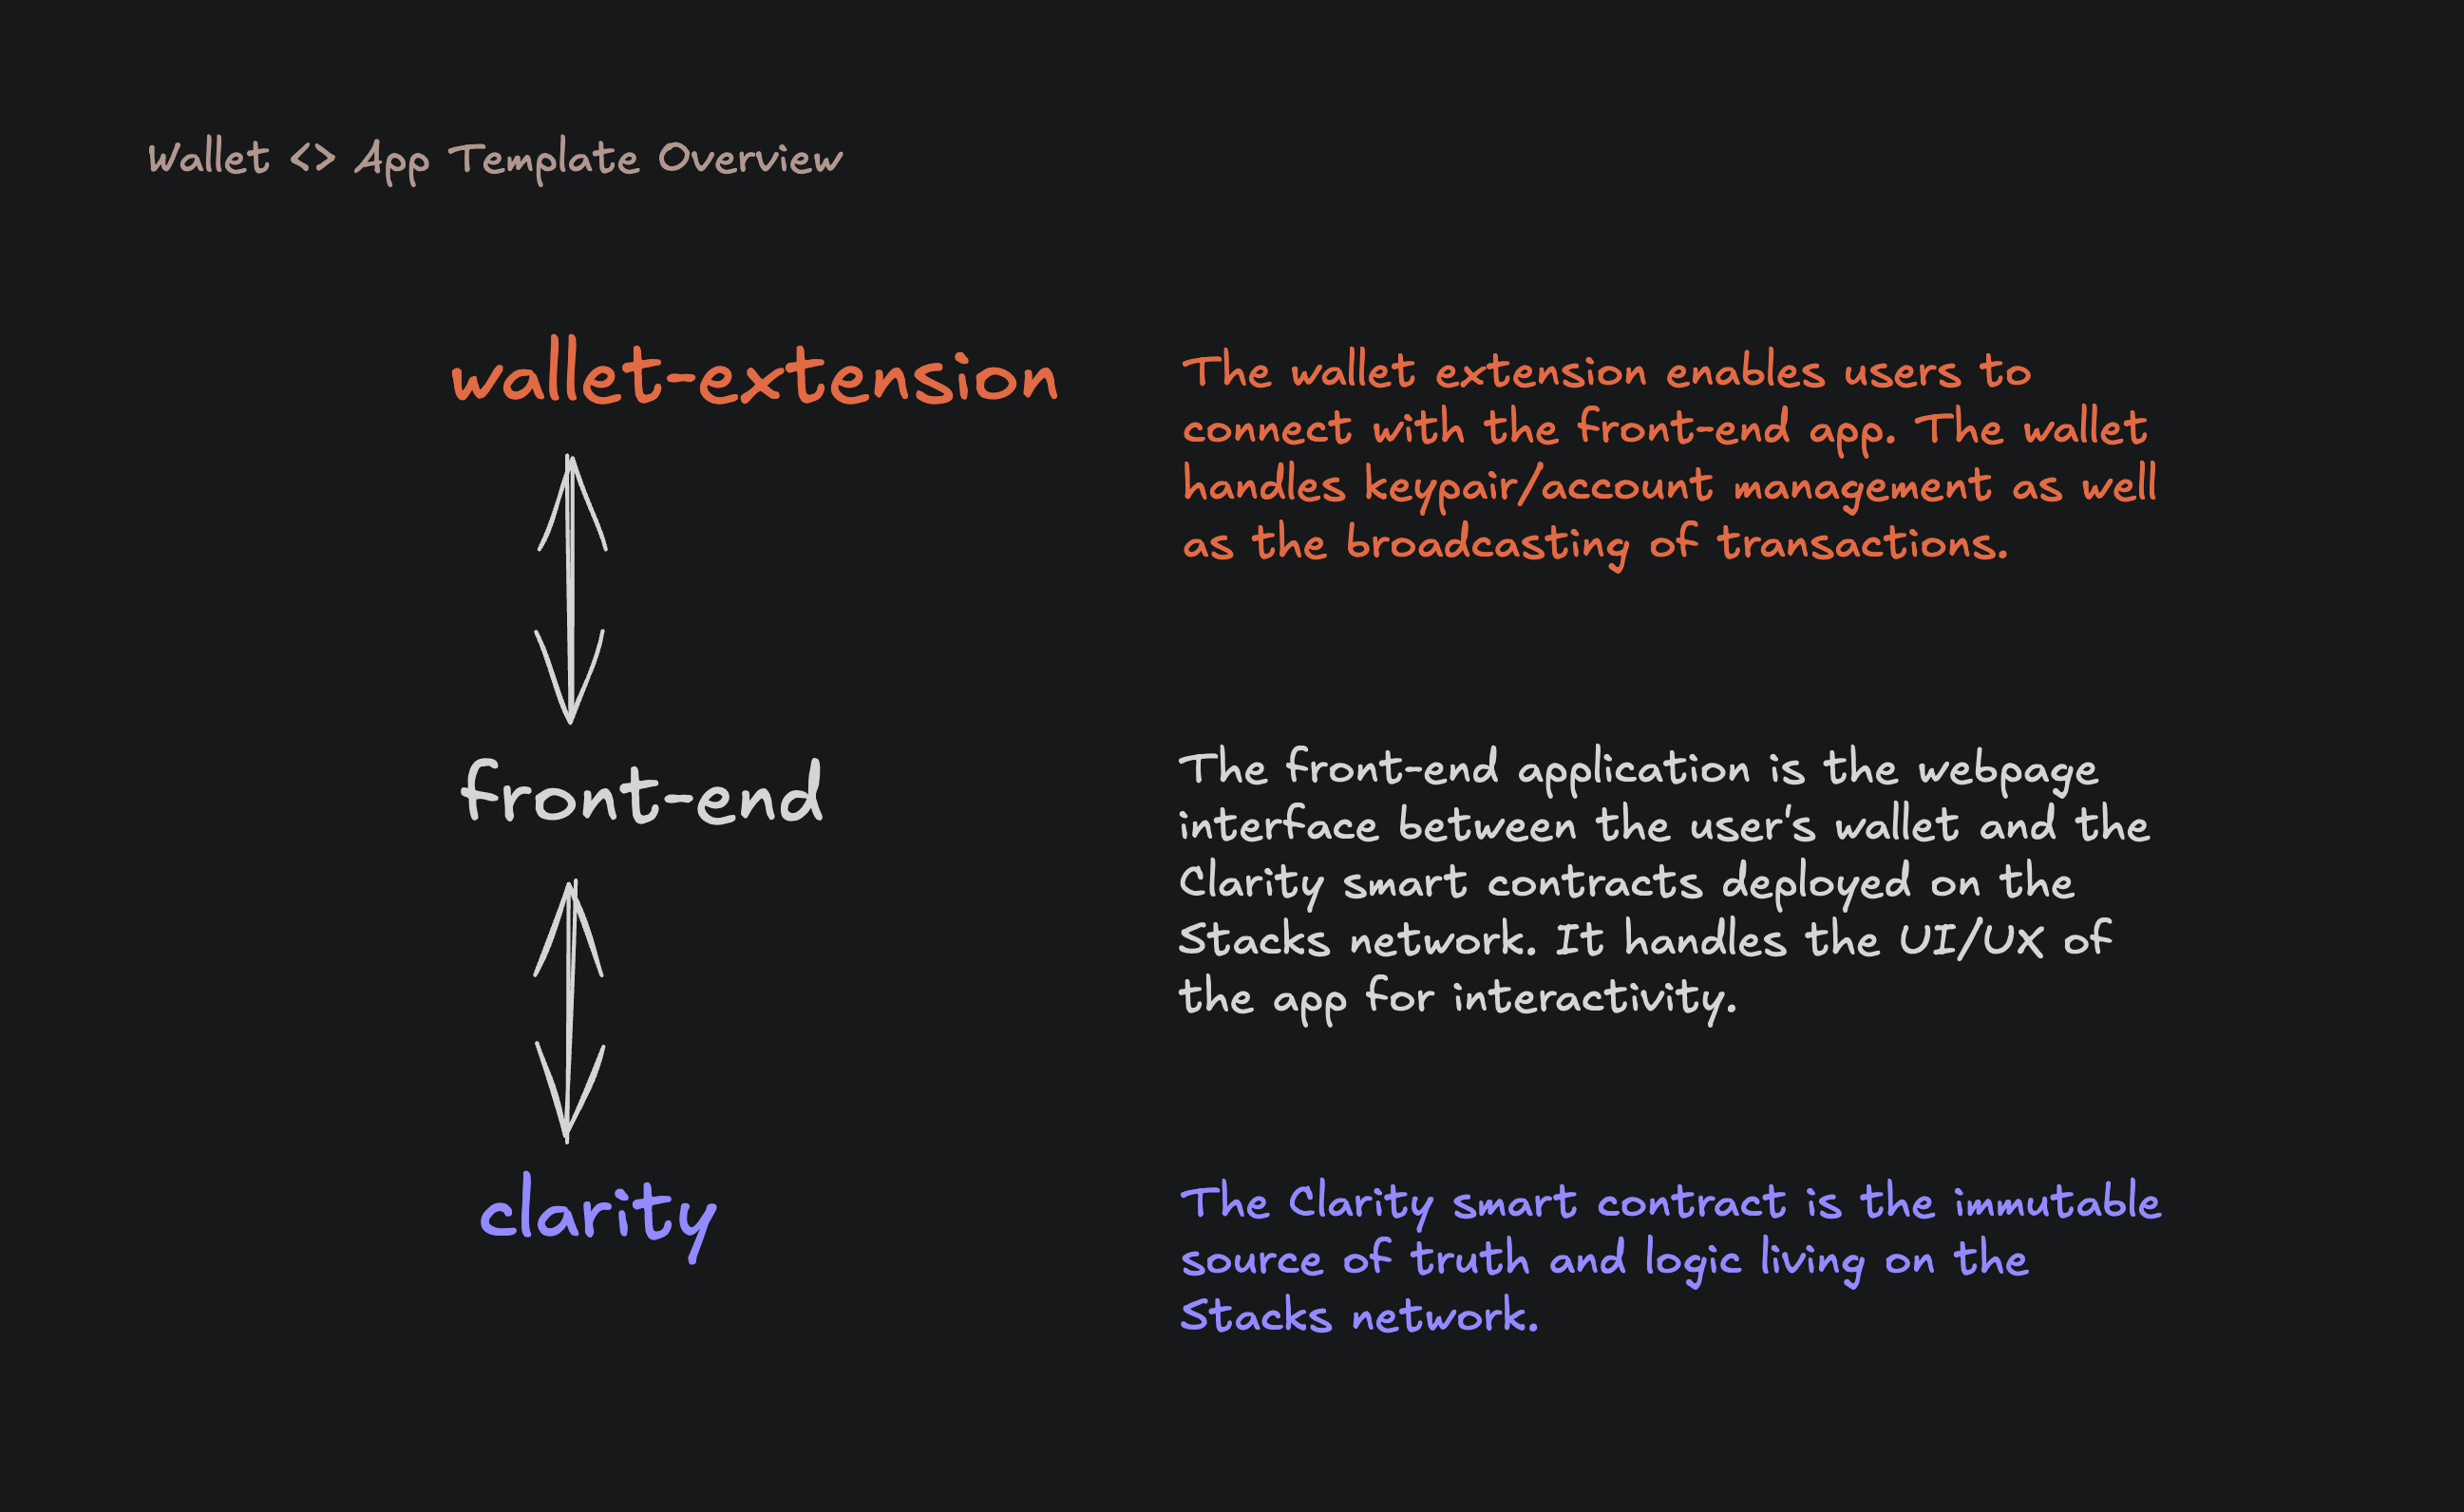 Wallet <> App Template Overview
wallet-extension
The wallet extension enables users to
connect with the front-end app. The wallet
handles keypair/account management as well
as the broadcasting of transactions.
front-end
The front-end application is the webpage
interface between the user's wallet and the
Clarity smart contracts deployed on the
Stacks network. It handles the UI/UX of
the app for interactivity.
clarity
The Clarity smart contract is the immutable
source of truth and logic living on the
Stacks network.